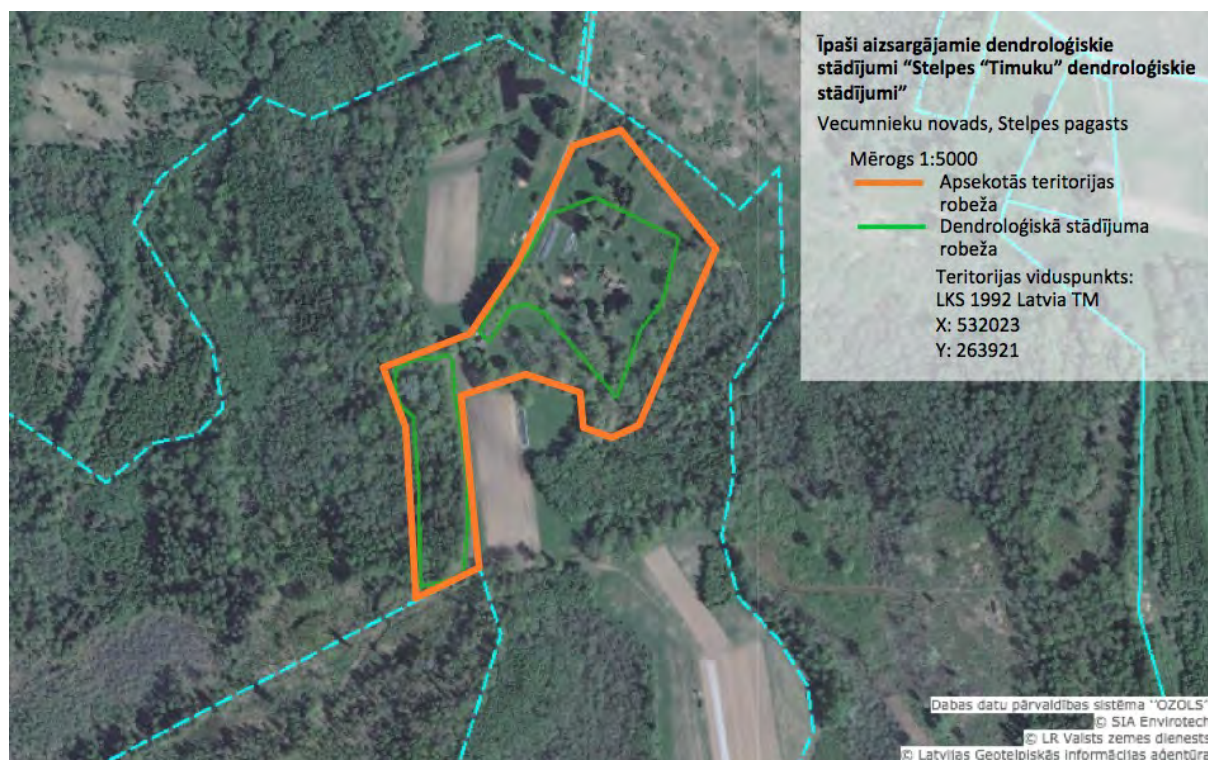 Īpaši aizsargājamie dendroloģiskie
stādījumi “Stelpes “Timuku” dendroloģiskie
stādījumi”
Vecumnieku novads, Stelpes pagasts
Mērogs 1:5000
Apsekotās teritorijas
robeža
Dendroloģiskā stādījuma
robeža
Teritorijas viduspunkts:
LKS 1992 Latvia TM
X: 532023
Y: 263921
Dabas datu pārvaldības sistēma "OZOLS"
© SIA Envirotech
© LR Valsts zemes dienests
© Latvijas Ģeotelpiskās informācijas aģentūra